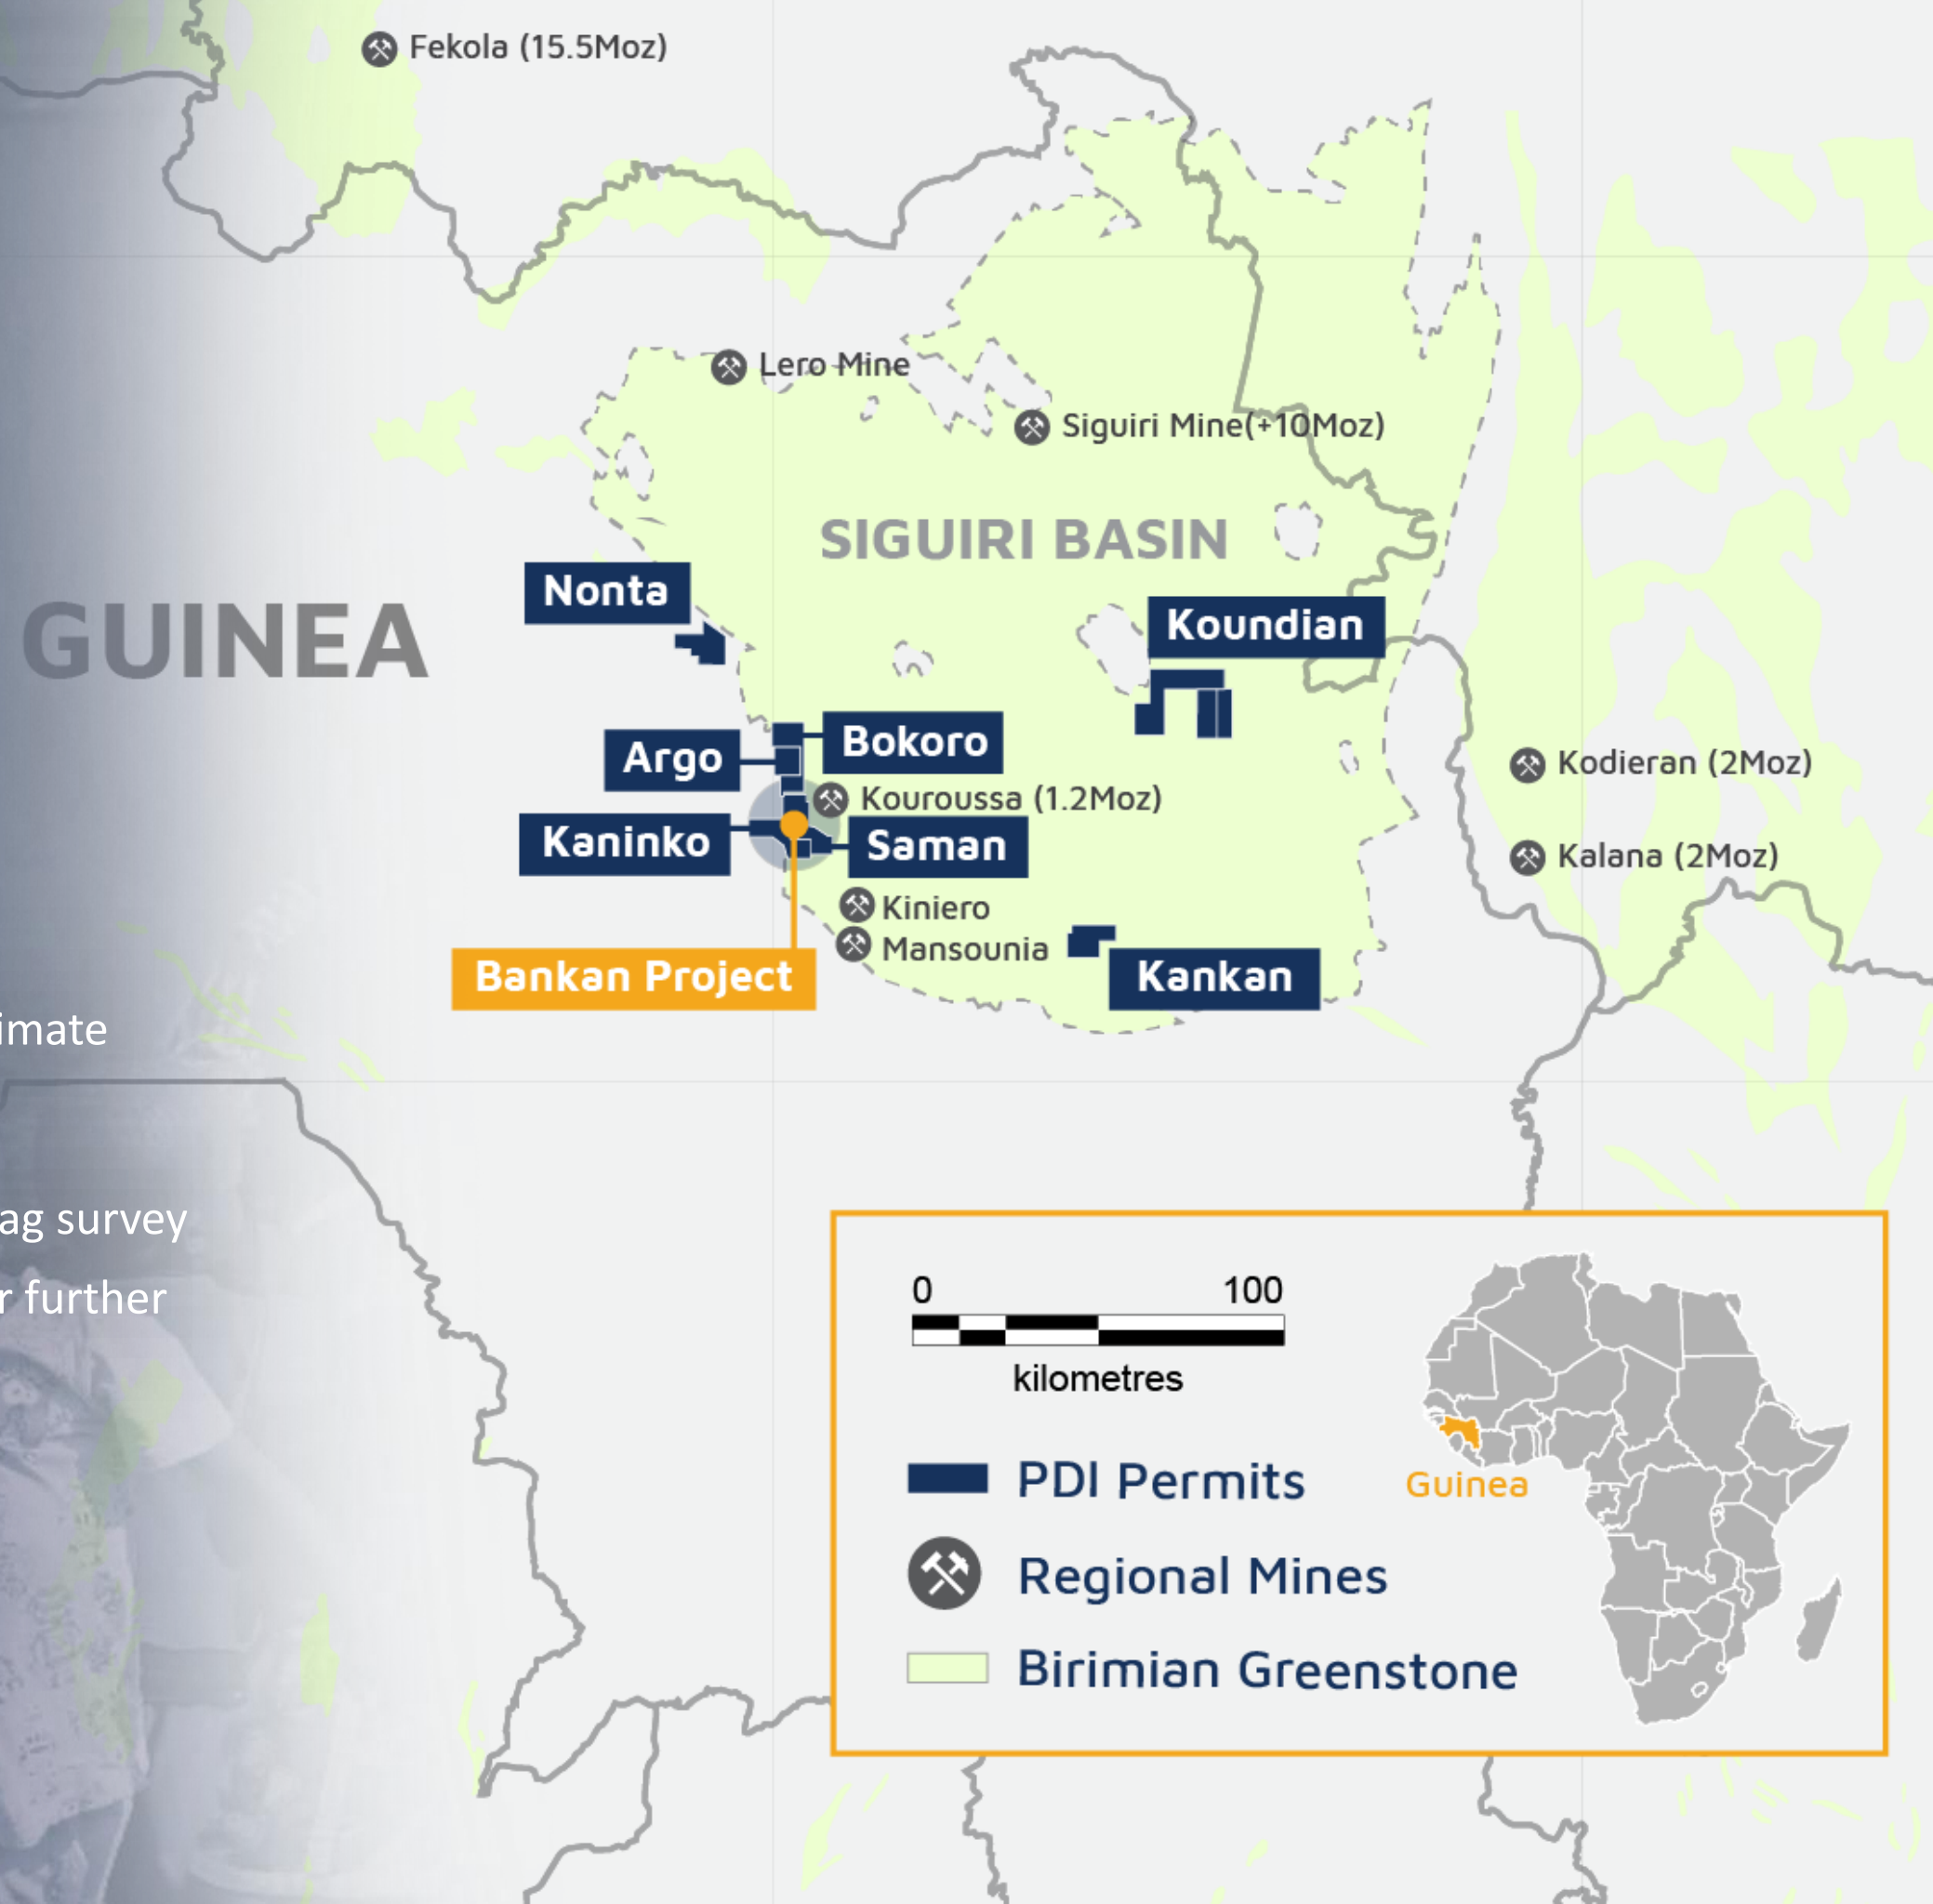 Fekola (15.5Moz)
Lero Mine
Siguiri Mine(+10Moz)
SIGUIRI BASIN
Nonta
GUINEA
Koundian
Bokoro
Argo
Kodieran (2Moz)
Kouroussa (1.2Moz)
Kaninko
Saman
Kalana (2Moz)
Kiniero
Mansounia
Bankan Project
Kankan
imate
ag survey
r further
0 100
kilometres
PDI Permits
Guinea
Regional Mines
Birimian Greenstone